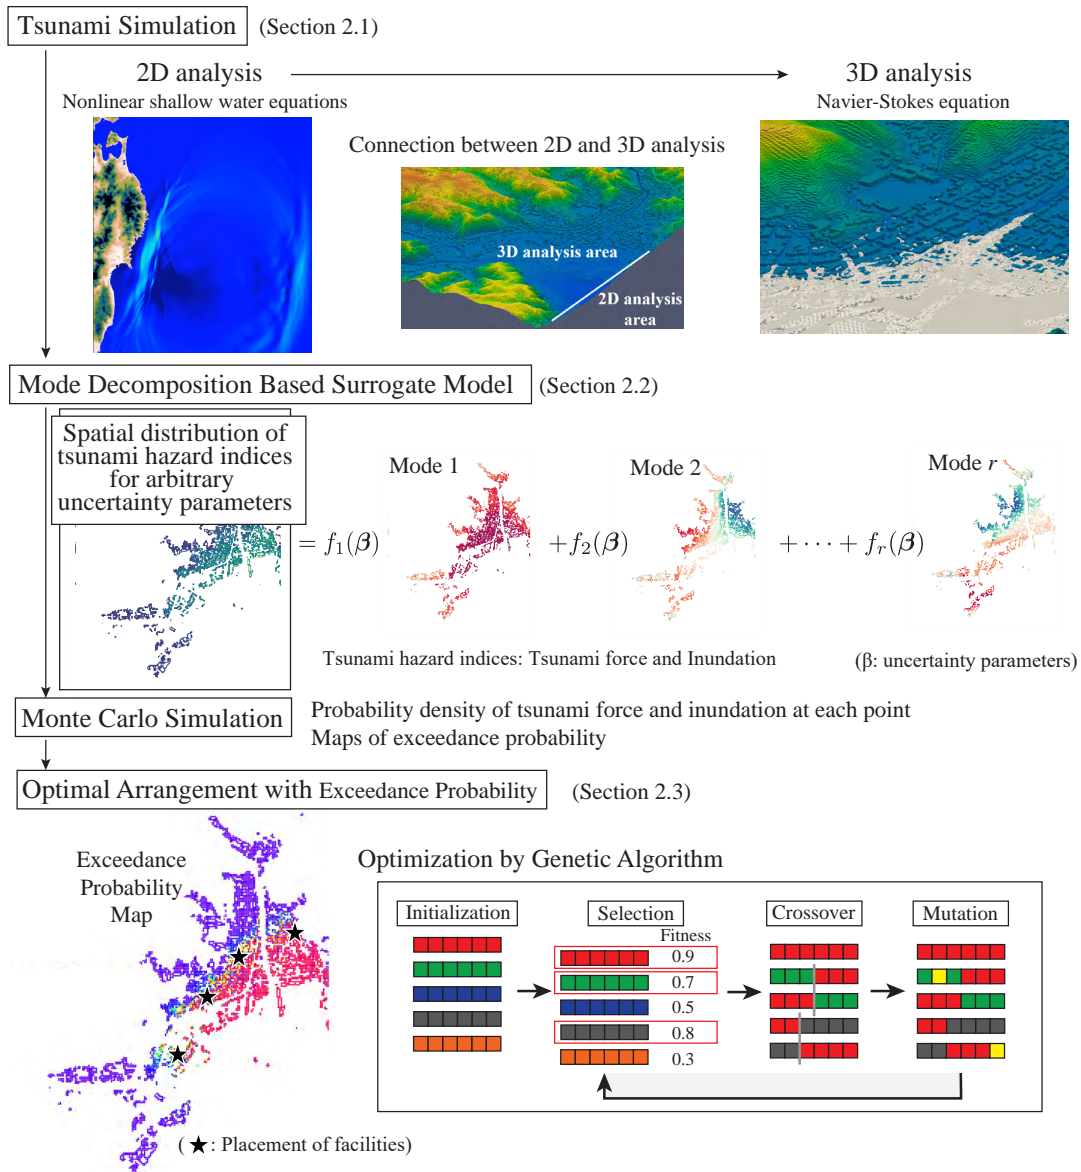 Tsunami Simulation (Section 2.1)
2D analysis
Nonlinear shallow water equations
3D analysis
Navier-Stokes equation
Connection between 2D and 3D analysis
3D analysis area
2D analysis
area
Mode Decomposition Based Surrogate Model (Section 2.2)
Spatial distribution of
tsunami hazard indices
for arbitrary
uncertainty parameters
Mode 1
Mode 2
Mode r
= f₁(β) +f₂(β) + ⋯ + fᵣ(β)
Tsunami hazard indices: Tsunami force and Inundation
(β: uncertainty parameters)
Monte Carlo Simulation
Probability density of tsunami force and inundation at each point
Maps of exceedance probability
Optimal Arrangement with Exceedance Probability (Section 2.3)
Exceedance
Probability
Map
(★: Placement of facilities)
Optimization by Genetic Algorithm
Initialization
Selection
Fitness
0.9
0.7
0.5
0.8
0.3
Crossover
Mutation